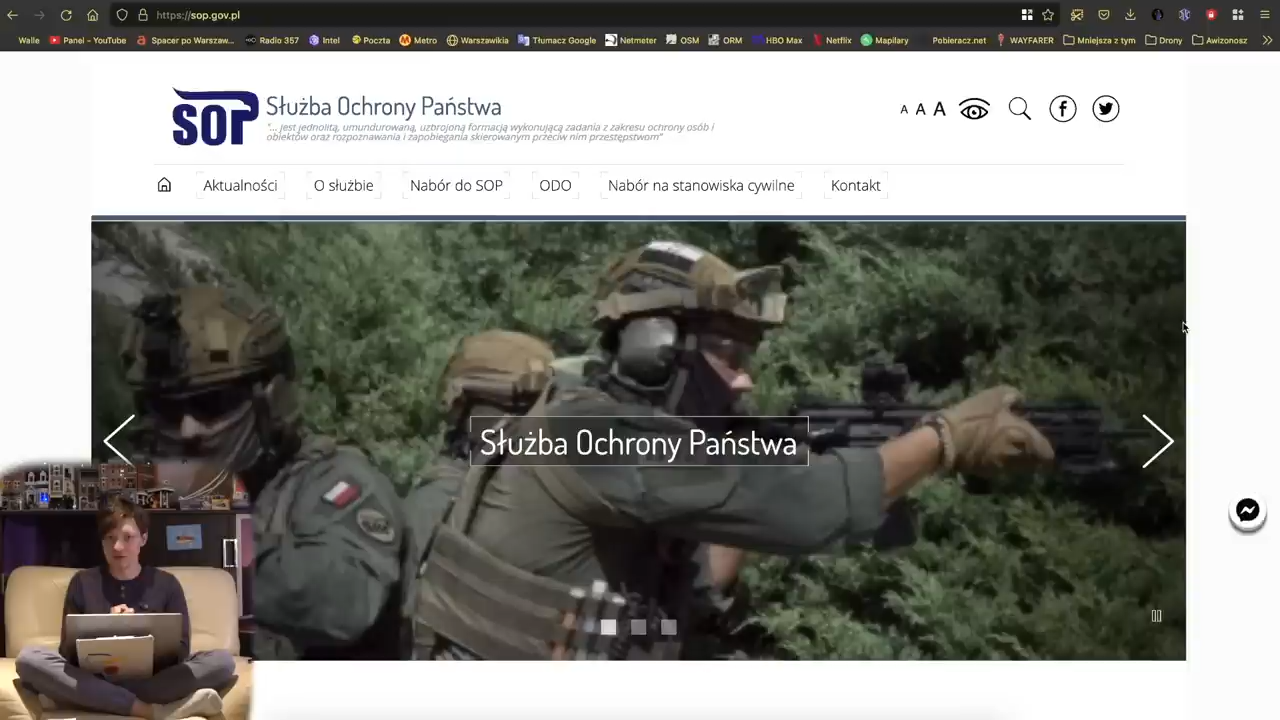 https://sop.gov.pl
Walle Panel - YouTube Spacer po Warszaw... Radio 357 Intel Poczta Metro Warszawikia Tłumacz Google Netmeter OSM ORM HBO Max Netflix Mapilary Pobieracz.net WAYFARER Mniejsza z tym Drony Awizonosz
SOP Służba Ochrony Państwa
"... jest jednolitą, umundurowaną, uzbrojoną formacją wykonującą zadania z zakresu ochrony osób i
obiektów oraz rozpoznawania i zapobiegania skierowanym przeciw nim przestępstwom"
A A A
Aktualności O służbie Nabór do SOP ODO Nabór na stanowiska cywilne Kontakt
Służba Ochrony Państwa